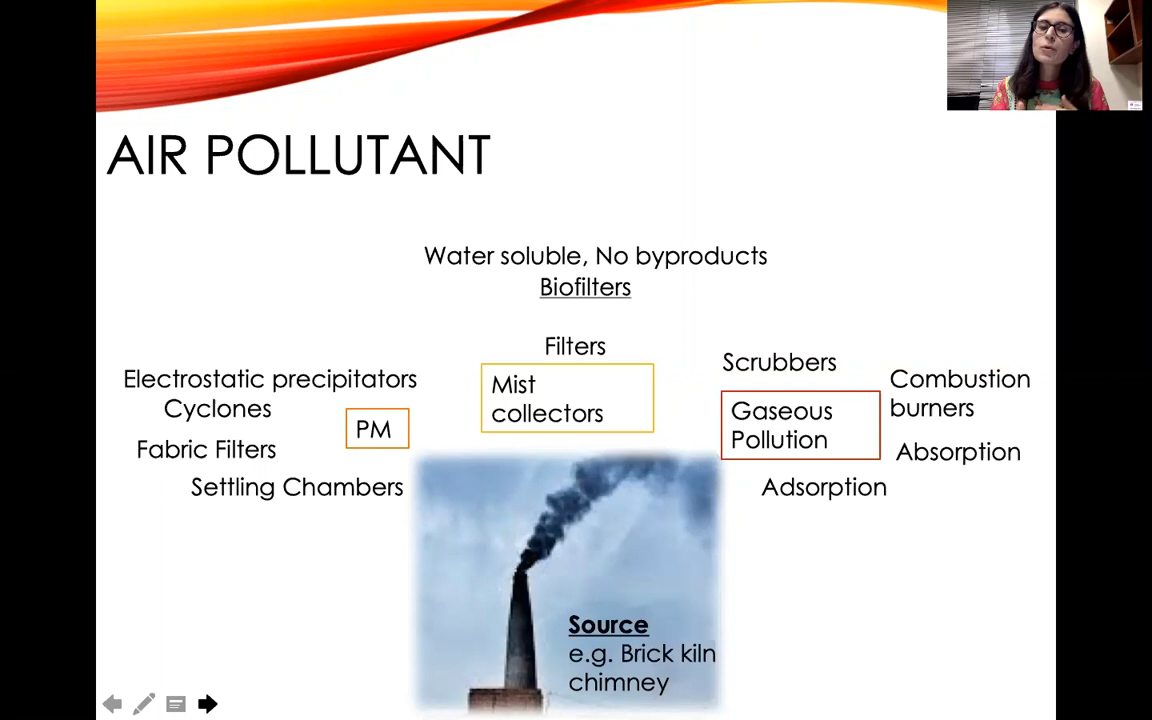 AIR POLLUTANT
Water soluble, No byproducts
Biofilters
Filters
Mist
collectors
Electrostatic precipitators
Cyclones
PM
Fabric Filters
Settling Chambers
Scrubbers
Gaseous
Pollution
Combustion
burners
Absorption
Adsorption
Source
e.g. Brick kiln
chimney